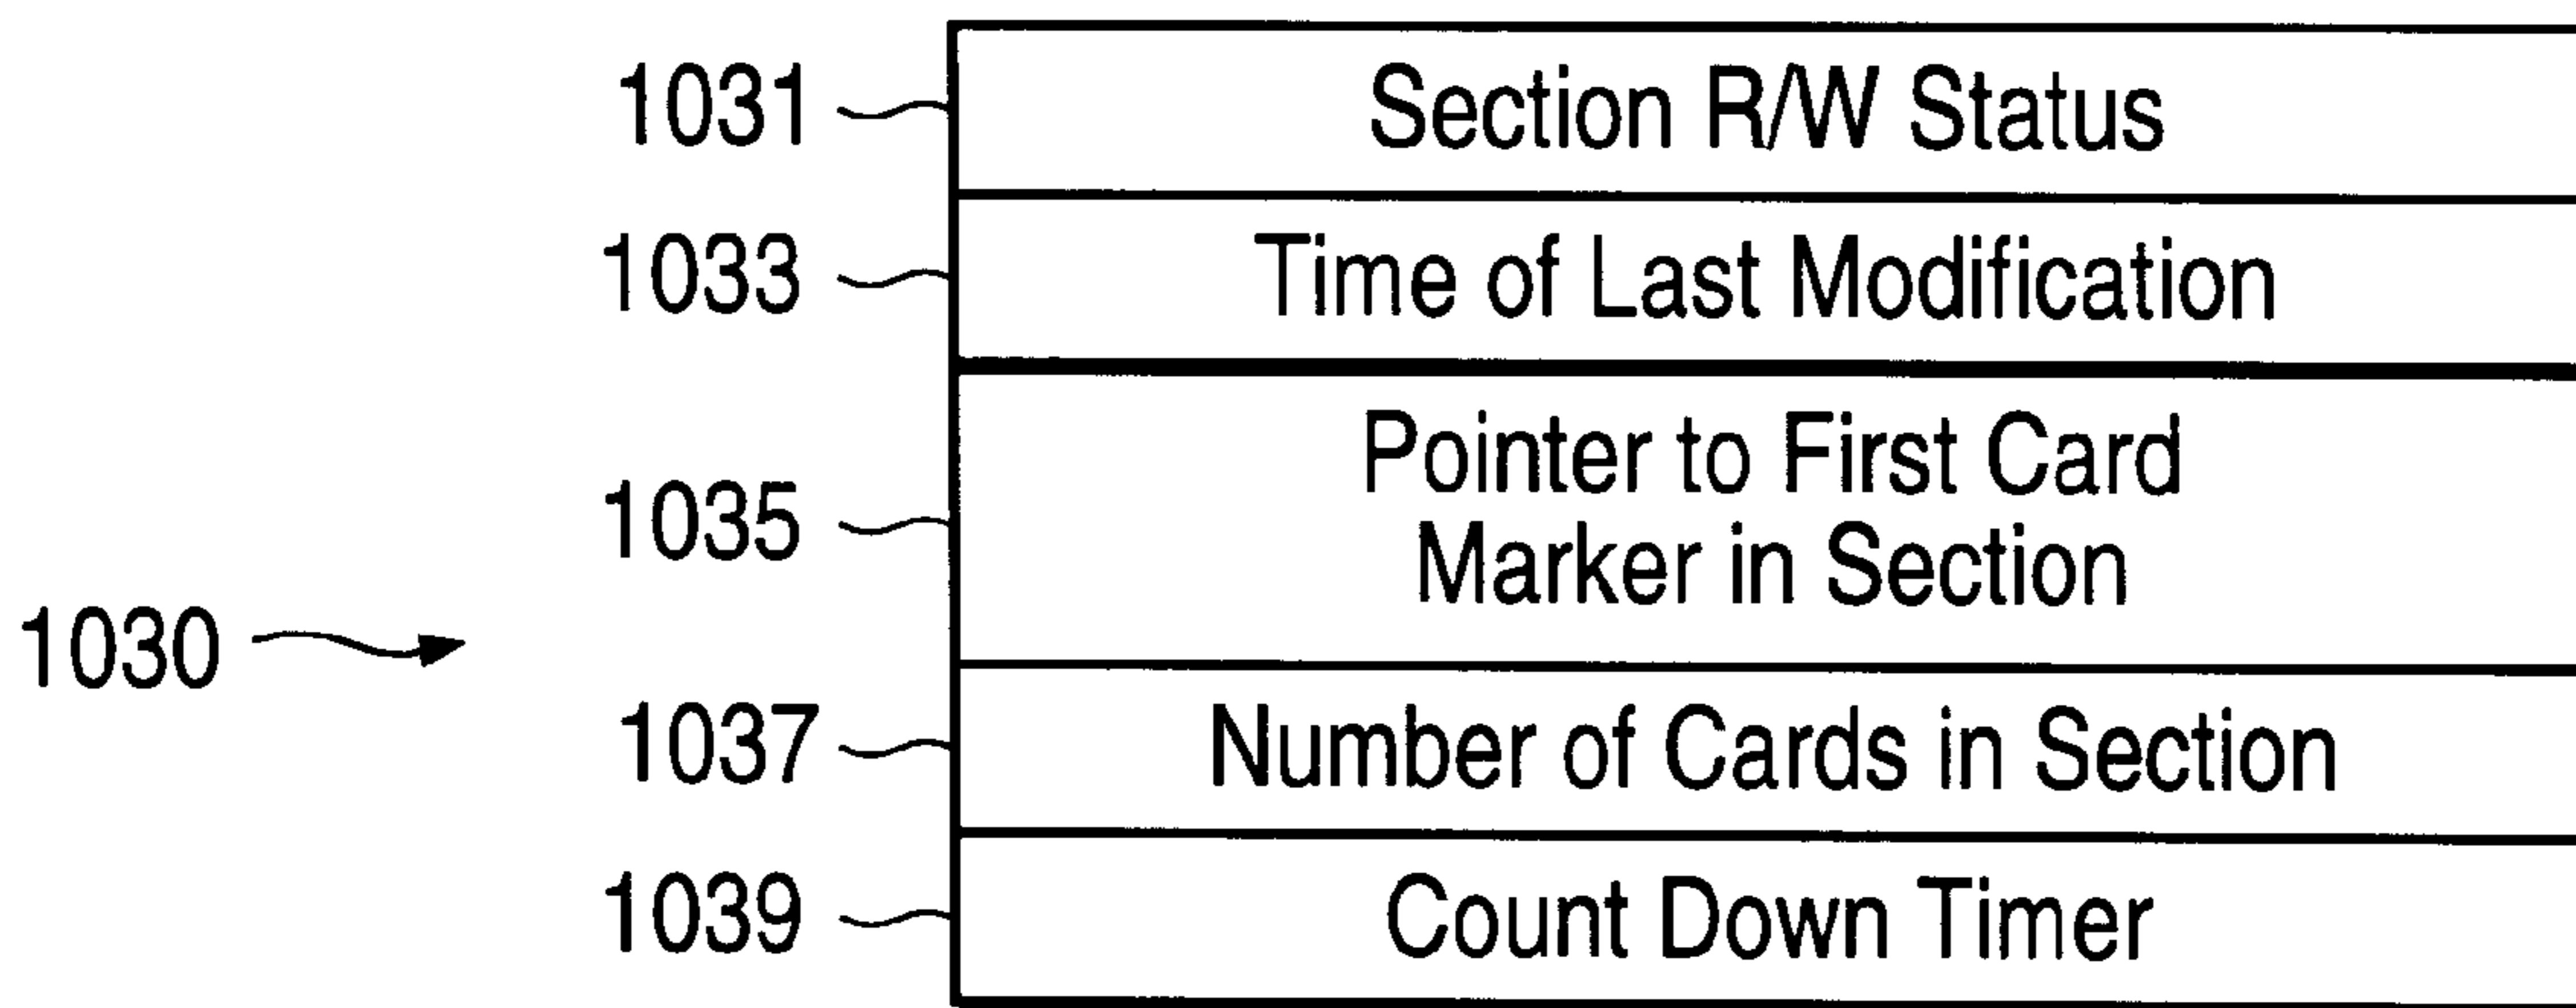 1031 Section R/W Status
1033 Time of Last Modification
Pointer to First Card
1035
Marker in Section
1030
1037 Number of Cards in Section
1039 Count Down Timer